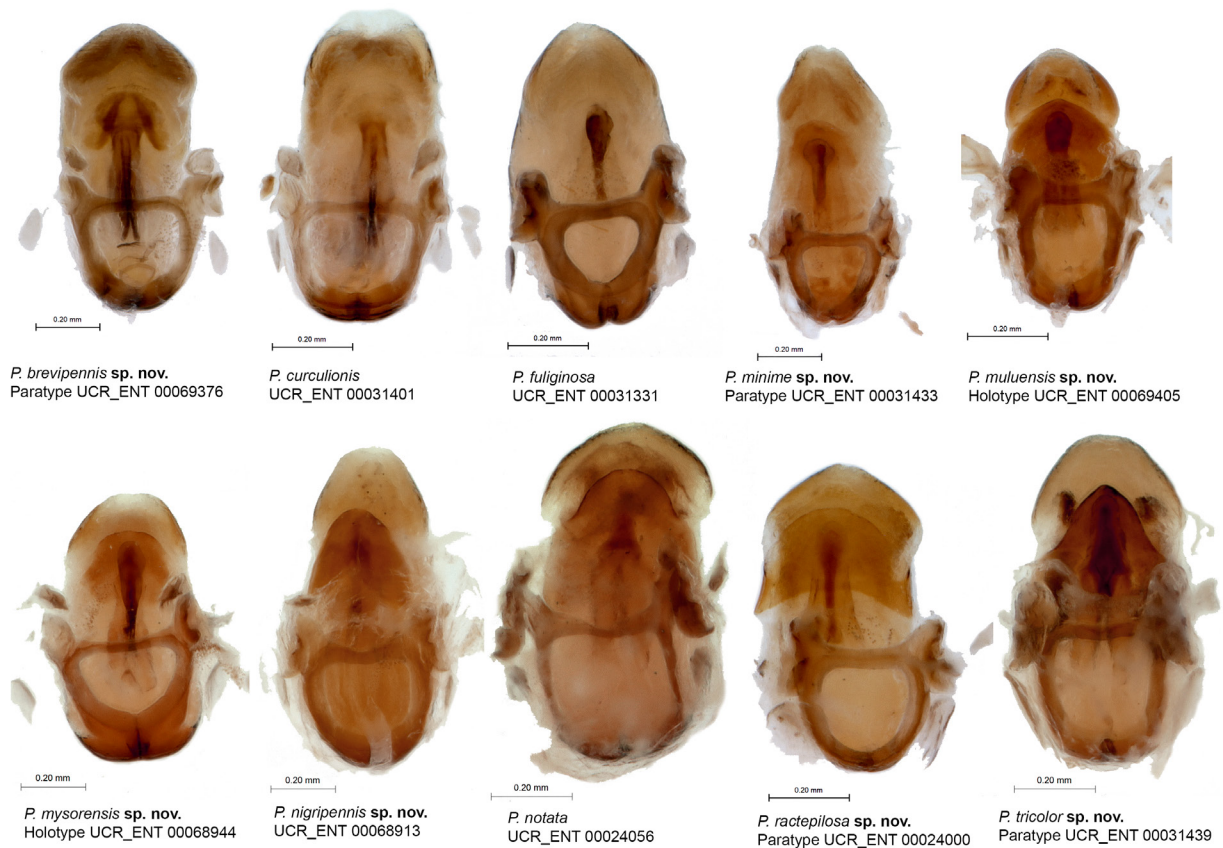 0.20 mm
0.20 mm
0.20 mm
0.20 mm
0.20 mm
P. brevipennis sp. nov.
Paratype UCR_ENT 00069376
P. curculionis
UCR_ENT 00031401
P. fuliginosa
UCR_ENT 00031331
P. minime sp. nov.
Paratype UCR_ENT 00031433
P. muluensis sp. nov.
Holotype UCR_ENT 00069405
0.20 mm
0.20 mm
0.20 mm
0.20 mm
0.20 mm
P. mysorensis sp. nov.
Holotype UCR_ENT 00068944
P. nigripennis sp. nov.
UCR_ENT 00068913
P. notata
UCR_ENT 00024056
P. ractepilosa sp. nov.
Paratype UCR_ENT 00024000
P. tricolor sp. nov.
Paratype UCR_ENT 00031439